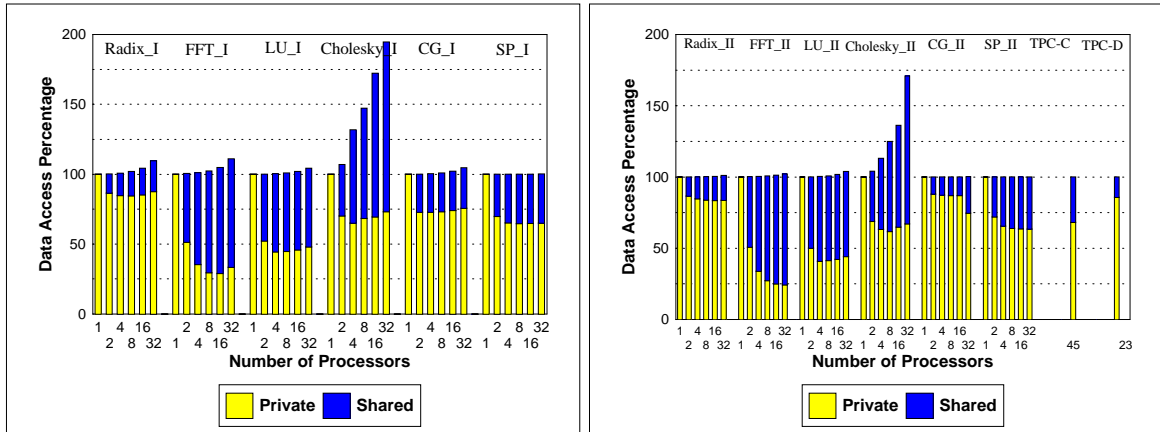 200
Radix_I FFT_I LU_I Cholesky_I CG_I SP_I
150
100
50
0
Data Access Percentage
1 4 16 2 8 32 1 4 16 2 8 32 1 4 16 2 8 32
2 8 32 1 4 16 2 8 32 1 4 16 2 8 32 1 4 16
Number of Processors
Private Shared
200
Radix_II FFT_II LU_II Cholesky_II CG_II SP_II TPC-C TPC-D
150
100
50
0
Data Access Percentage
1 4 16 2 8 32 1 4 16 2 8 32 1 4 16 2 8 32
2 8 32 1 4 16 2 8 32 1 4 16 2 8 32 1 4 16 45 23
Number of Processors
Private Shared